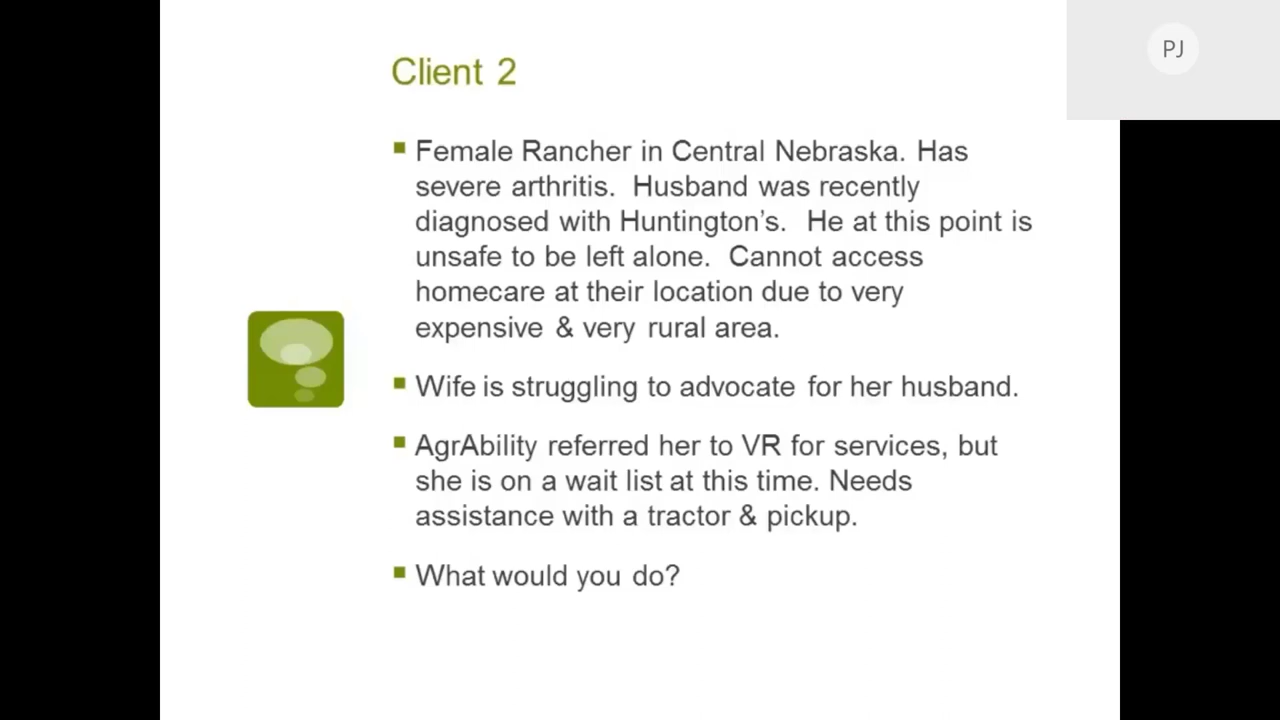 PJ
Client 2
Female Rancher in Central Nebraska. Has
severe arthritis. Husband was recently
diagnosed with Huntington's. He at this point is
unsafe to be left alone. Cannot access
homecare at their location due to very
expensive & very rural area.
Wife is struggling to advocate for her husband.
AgrAbility referred her to VR for services, but
she is on a wait list at this time. Needs
assistance with a tractor & pickup.
What would you do?